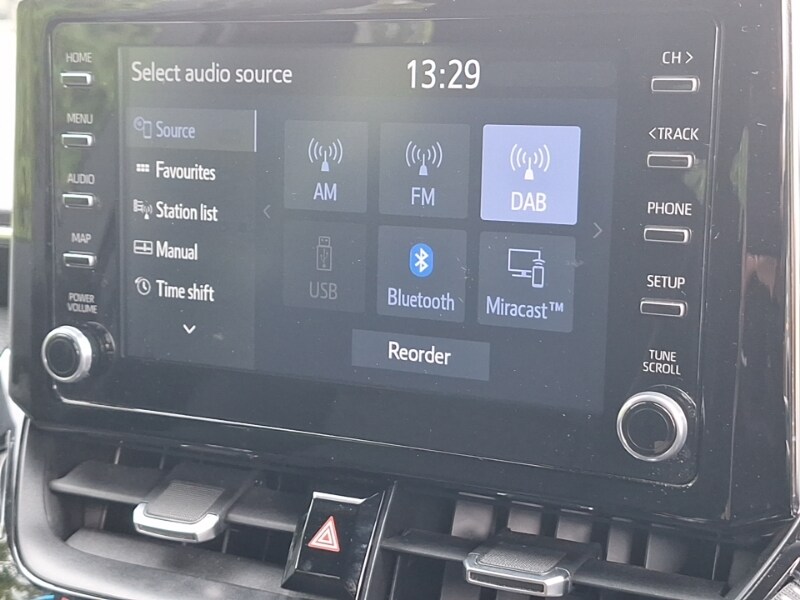 HOME
MENU
AUDIO
MAP
POWER
VOLUME
Select audio source
13:29
Source
Favourites
Station list
Manual
Time shift
AM
FM
DAB
USB
Bluetooth
Miracast™
Reorder
CH >
<TRACK
PHONE
SETUP
TUNE
SCROLL